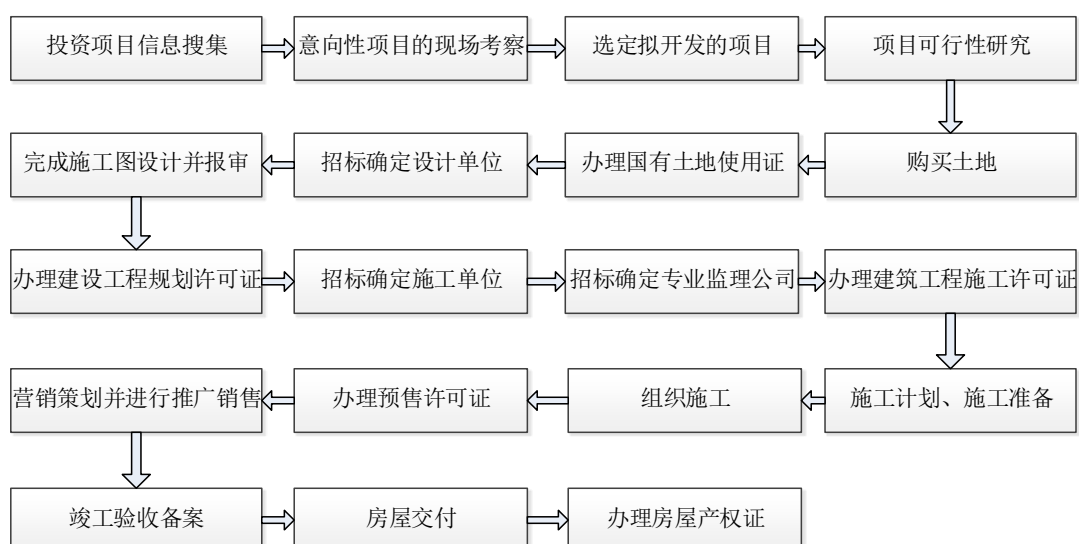 投资项目信息搜集
意向性项目的现场考察
选定拟开发的项目
项目可行性研究
购买土地
办理国有土地使用证
招标确定设计单位
完成施工图设计并报审
办理建设工程规划许可证
招标确定施工单位
招标确定专业监理公司
办理建筑工程施工许可证
施工计划、施工准备
组织施工
办理预售许可证
营销策划并进行推广销售
竣工验收备案
房屋交付
办理房屋产权证